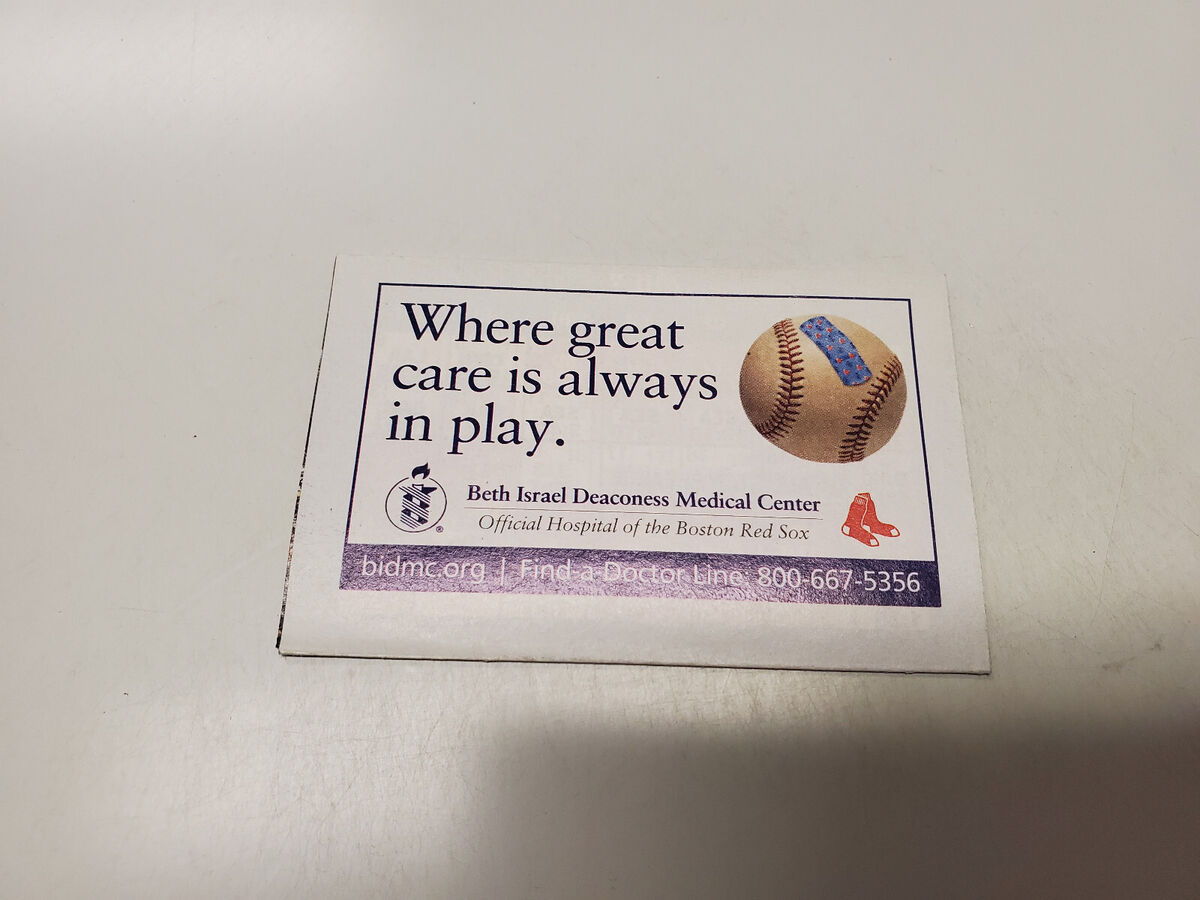 Where great
care is always
in play.
Beth Israel Deaconess Medical Center
Official Hospital of the Boston Red Sox
bidmc.org | Find-a-Doctor Line: 800-667-5356